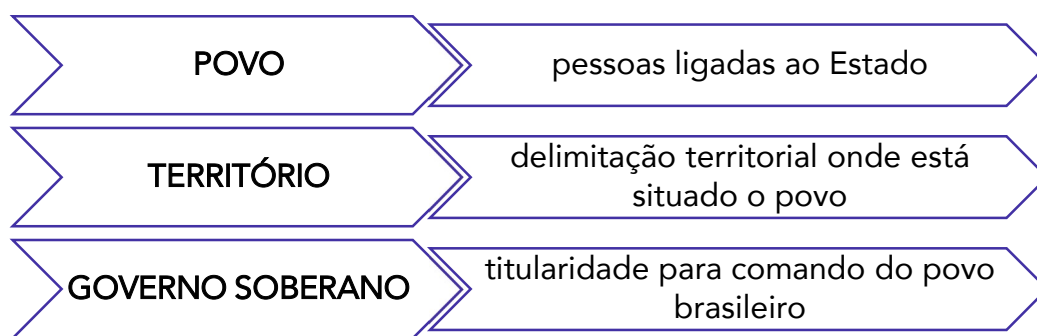 POVO
pessoas ligadas ao Estado
TERRITÓRIO
delimitação territorial onde está
situado o povo
GOVERNO SOBERANO
titularidade para comando do povo
brasileiro